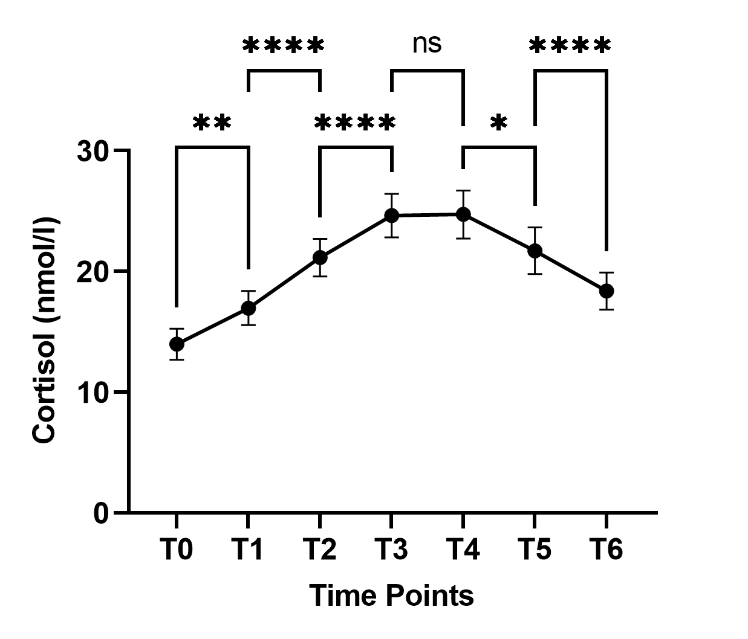 **** ns ****
** **** *
30
20
10
0
Cortisol (nmol/l)
T0 T1 T2 T3 T4 T5 T6
Time Points